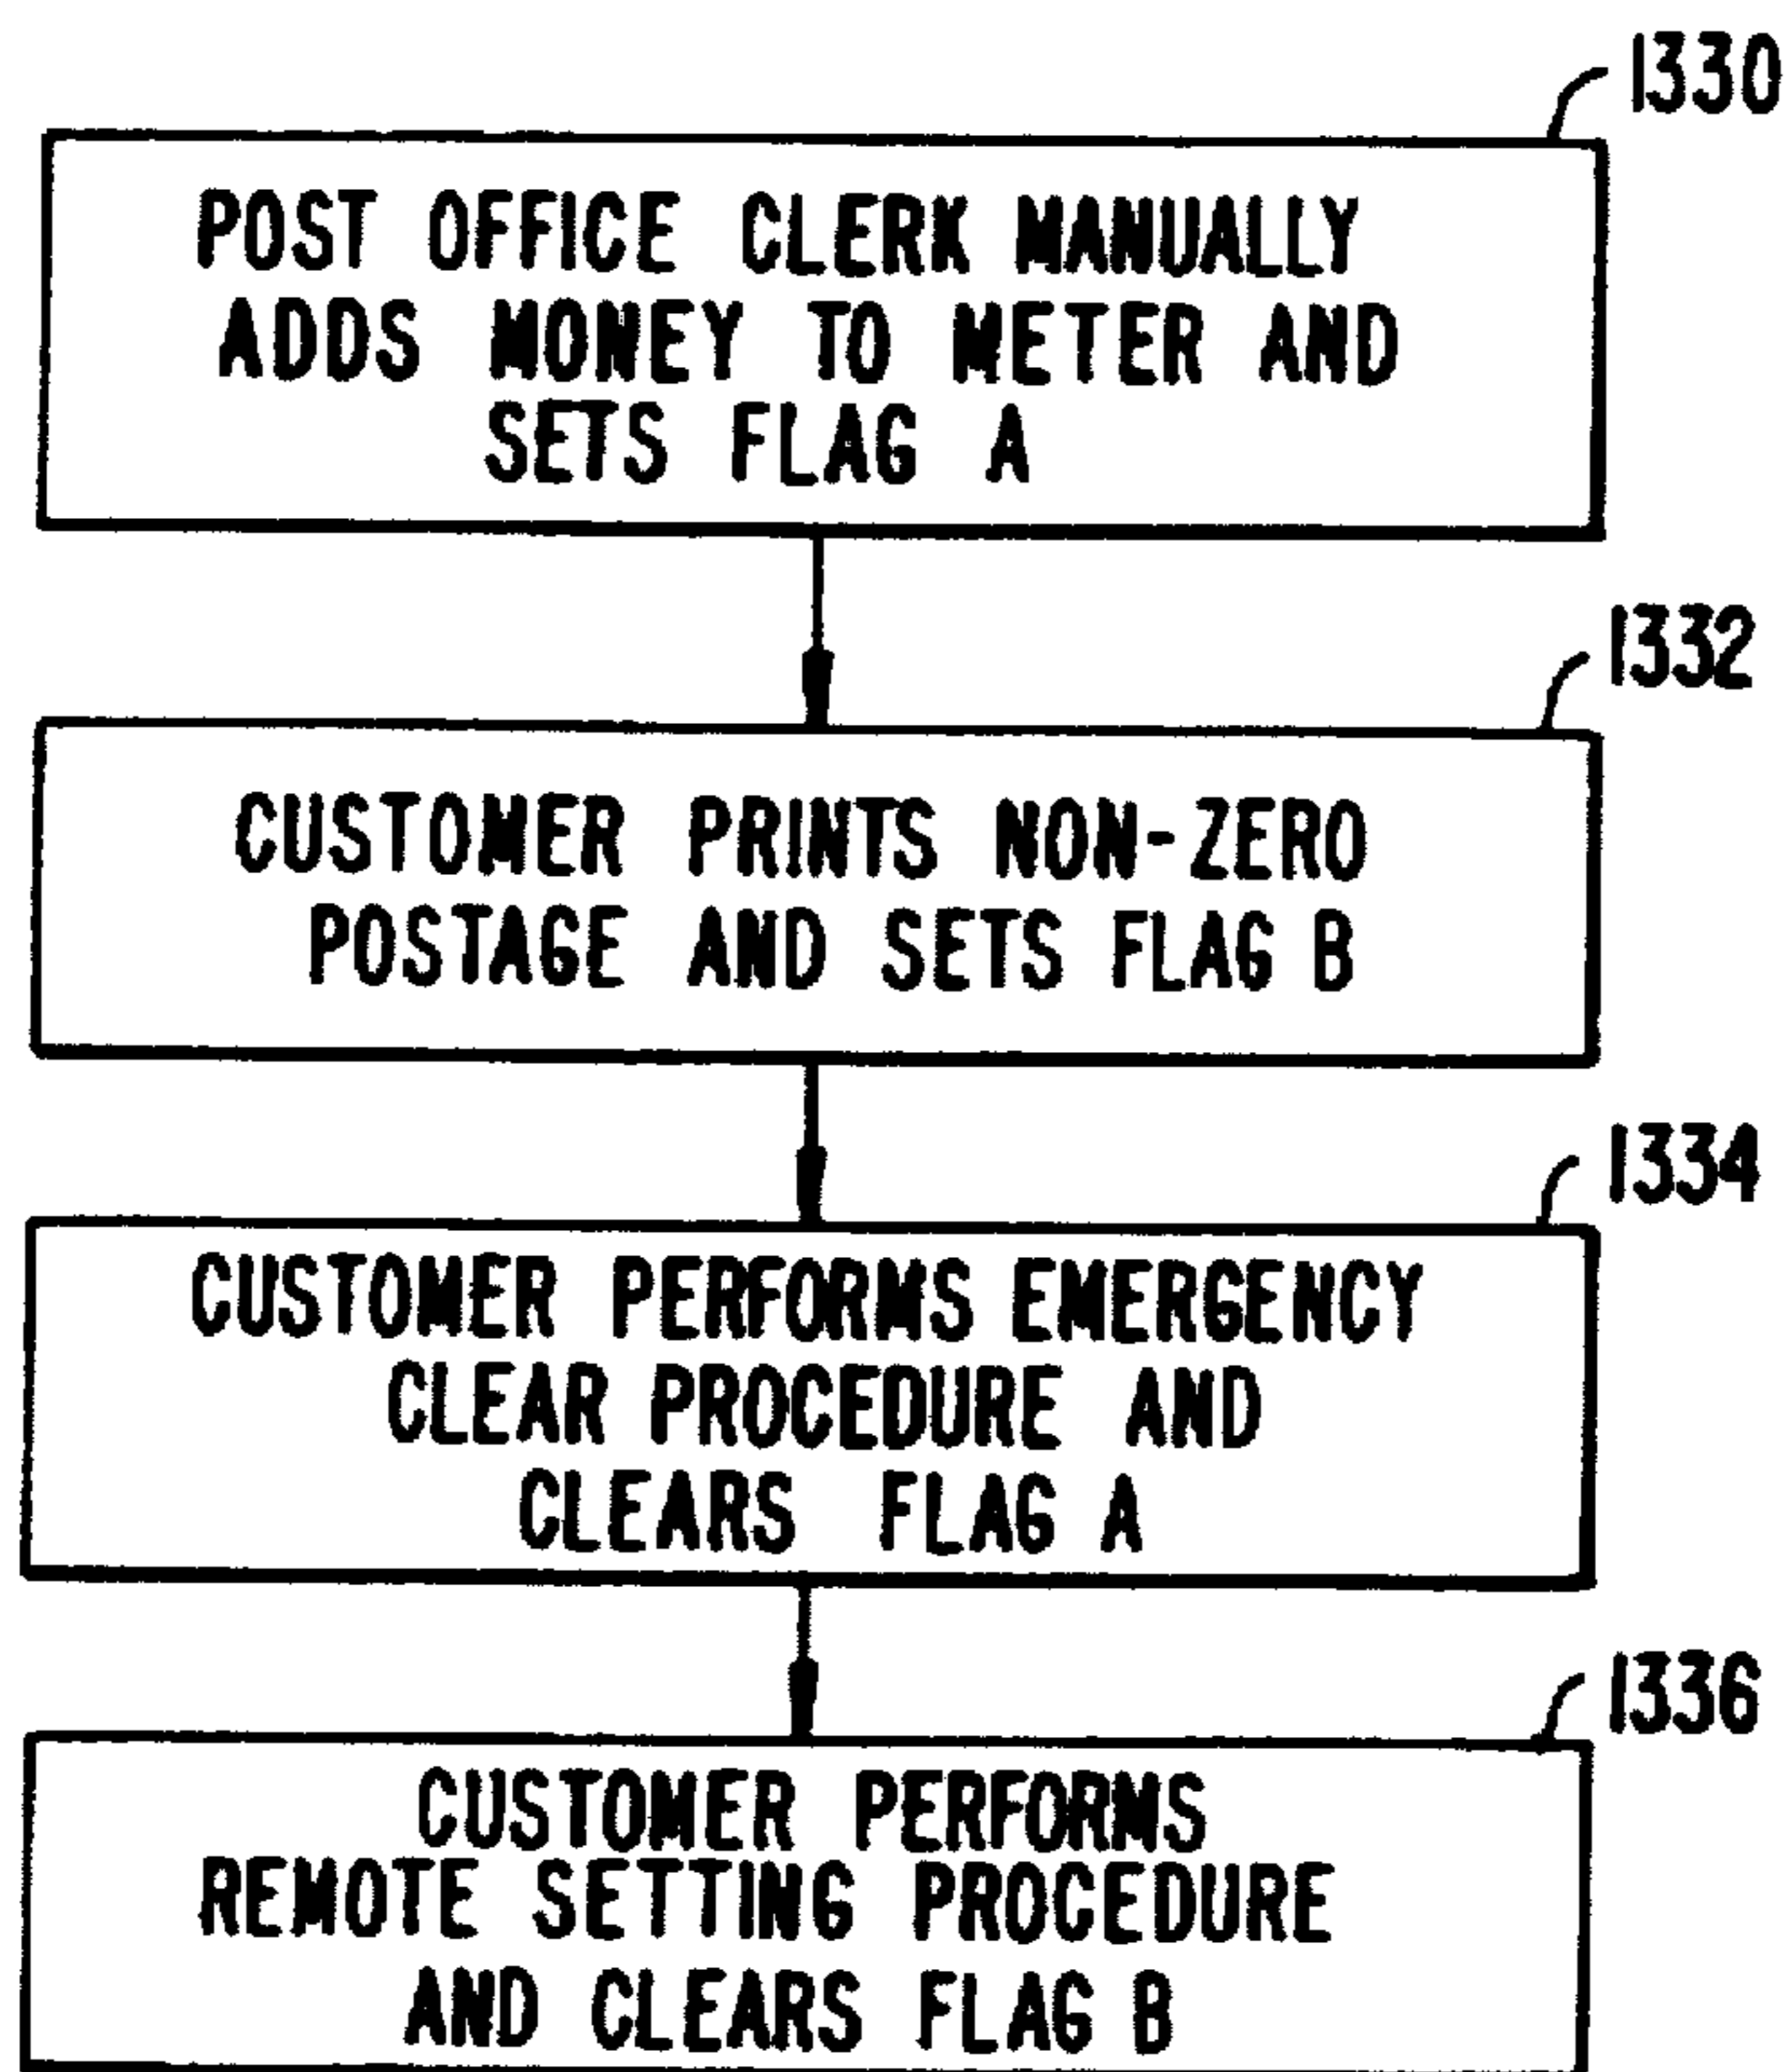 1330
POST OFFICE CLERK MANUALLY
ADDS MONEY TO METER AND
SETS FLAG A
1332
CUSTOMER PRINTS NON-ZERO
POSTAGE AND SETS FLAG B
1334
CUSTOMER PERFORMS EMERGENCY
CLEAR PROCEDURE AND
CLEARS FLAG A
1336
CUSTOMER PERFORMS
REMOTE SETTING PROCEDURE
AND CLEARS FLAG B